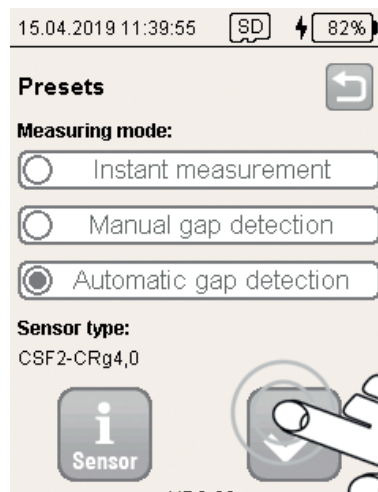 15.04.2019 11:39:55 SD 82%
Presets
Measuring mode:
Instant measurement
Manual gap detection
Automatic gap detection
Sensor type:
CSF2-CRg4,0
i
Sensor